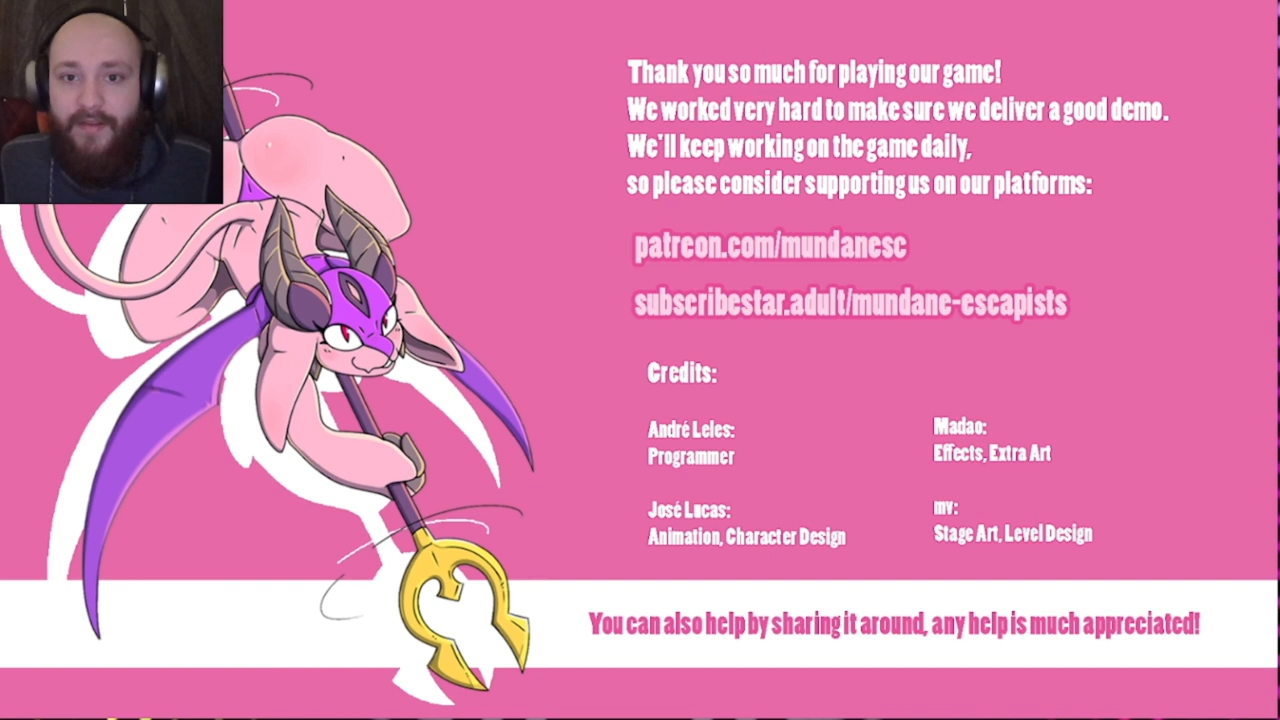 Thank you so much for playing our game!
We worked very hard to make sure we deliver a good demo.
We'll keep working on the game daily,
so please consider supporting us on our platforms:
patreon.com/mundanesc
subscribestar.adult/mundane-escapists
Credits:
André Leles:
Programmer
Madao:
Effects, Extra Art
José Lucas:
Animation, Character Design
mv:
Stage Art, Level Design
You can also help by sharing it around, any help is much appreciated!